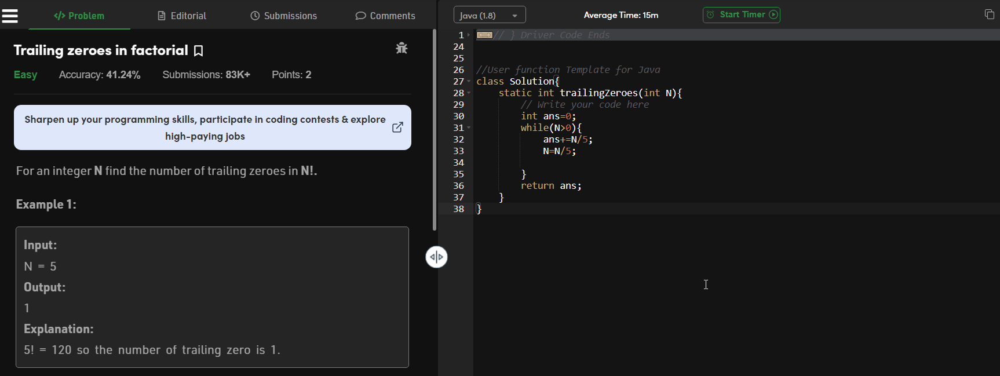 </> Problem
Editorial
Submissions
Comments
Trailing zeroes in factorial
Easy Accuracy: 41.24% Submissions: 83K+ Points: 2
Sharpen up your programming skills, participate in coding contests & explore
high-paying jobs
For an integer N find the number of trailing zeroes in N!.
Example 1:
Input:
N = 5
Output:
1
Explanation:
5! = 120 so the number of trailing zero is 1.
Java (1.8)
Average Time: 15m
Start Timer
1 // } Driver Code Ends
24
25
26 //User function Template for Java
27 class Solution{
28 static int trailingZeroes(int N){
29 // Write your code here
30 int ans=0;
31 while(N>0){
32 ans+=N/5;
33 N=N/5;
34
35 }
36 return ans;
37 }
38 }